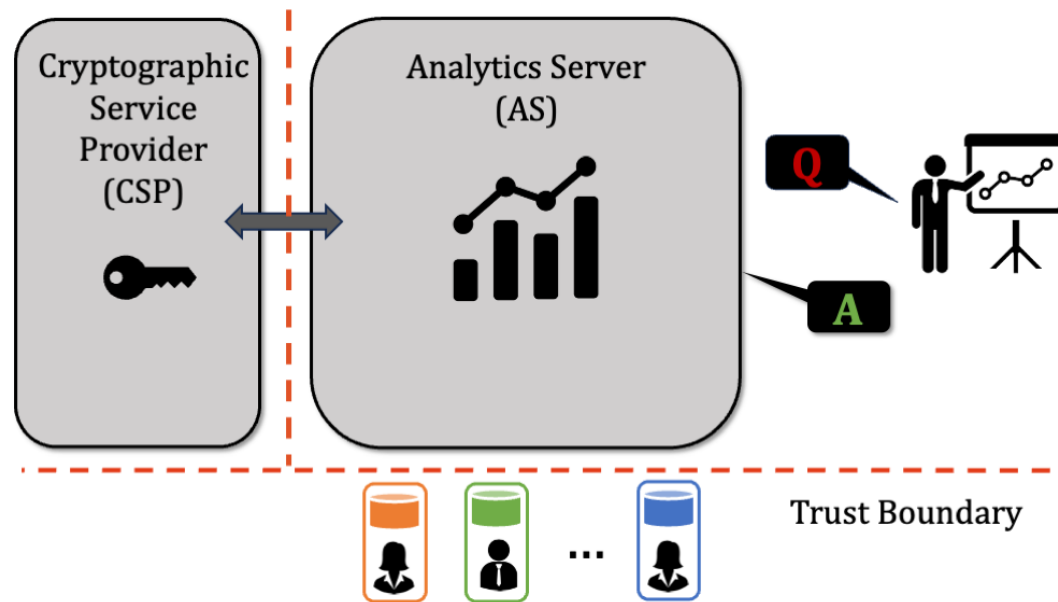 Cryptographic
Service
Provider
(CSP)
Analytics Server
(AS)
Q
A
...
Trust Boundary